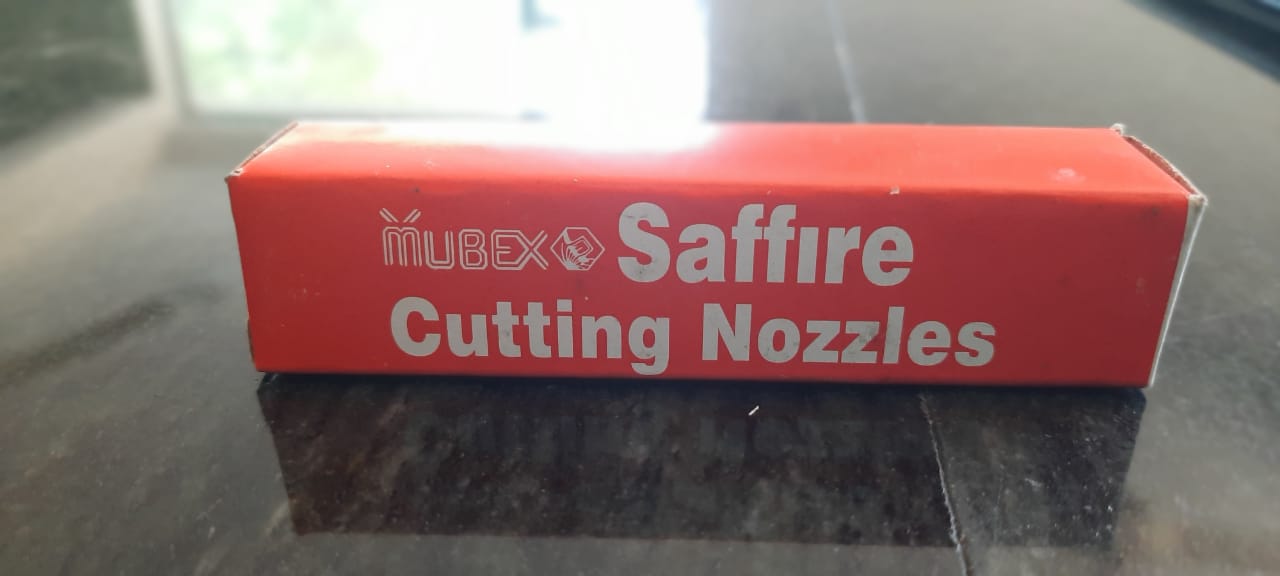 MUBEX Saffire
Cutting Nozzles